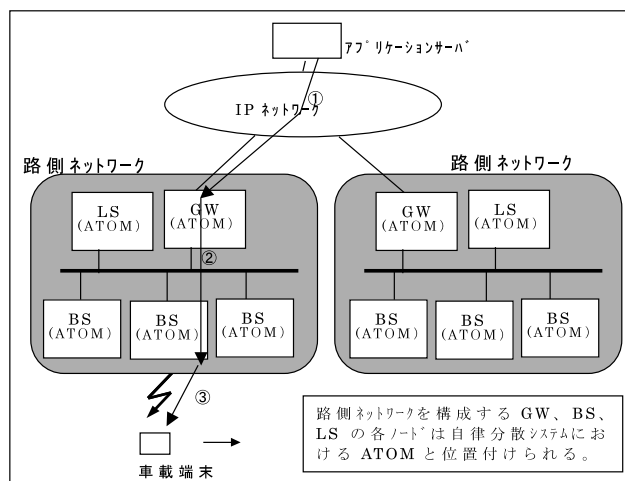 アプリケーションサーバ
IPネットワーク
①
路側ネットワーク
路側ネットワーク
LS
(ATOM)
GW
(ATOM)
GW
(ATOM)
LS
(ATOM)
②
BS
(ATOM)
BS
(ATOM)
BS
(ATOM)
BS
(ATOM)
BS
(ATOM)
BS
(ATOM)
③
車載端末
路側ネットワークを構成する GW、BS、
LS の各ノードは自律分散システムにお
ける ATOM と位置付けられる。